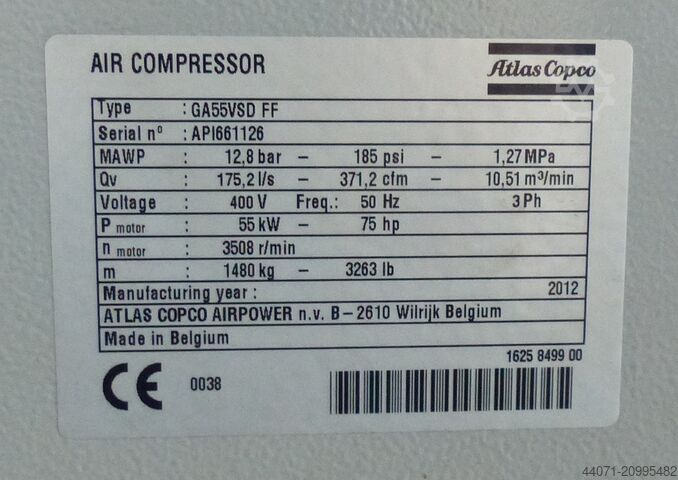 AIR COMPRESSOR
Atlas Copco
Type : GA55VSD FF
Serial nº : API661126
MAWP : 12,8 bar – 185 psi – 1,27 MPa
Qv : 175,2 l/s – 371,2 cfm – 10,51 m³/min
Voltage : 400 V Freq.: 50 Hz 3 Ph
P motor : 55 kW – 75 hp
n motor : 3508 r/min
m : 1480 kg – 3263 lb
Manufacturing year : 2012
ATLAS COPCO AIRPOWER n.v. B – 2610 Wilrijk Belgium
Made in Belgium
1625 8499 00
CE 0038
44071-20995482